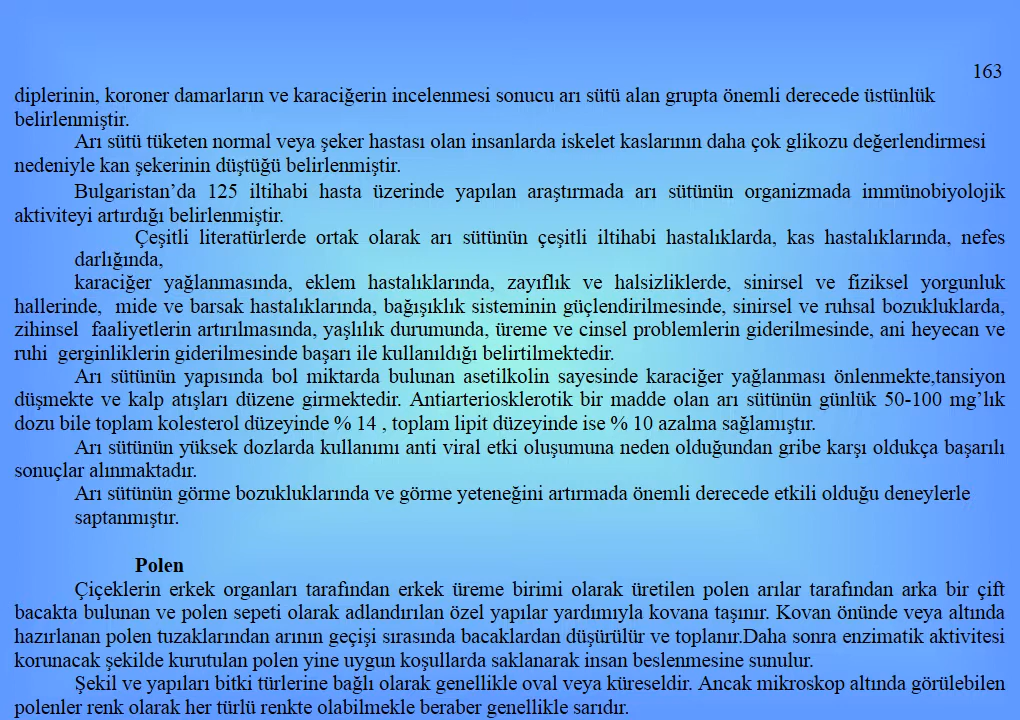 163
diplerinin, koroner damarların ve karaciğerin incelenmesi sonucu arı sütü alan grupta önemli derecede üstünlük
belirlenmiştir.
Arı sütü tüketen normal veya şeker hastası olan insanlarda iskelet kaslarının daha çok glikozu değerlendirmesi
nedeniyle kan şekerinin düştüğü belirlenmiştir.
Bulgaristan’da 125 iltihabi hasta üzerinde yapılan araştırmada arı sütünün organizmada immünobiyolojik
aktiviteyi artırdığı belirlenmiştir.
Çeşitli literatürlerde ortak olarak arı sütünün çeşitli iltihabi hastalıklarda, kas hastalıklarında, nefes
darlığında,
karaciğer yağlanmasında, eklem hastalıklarında, zayıflık ve halsizliklerde, sinirsel ve fiziksel yorgunluk
hallerinde, mide ve barsak hastalıklarında, bağışıklık sisteminin güçlendirilmesinde, sinirsel ve ruhsal bozukluklarda,
zihinsel faaliyetlerin artırılmasında, yaşlılık durumunda, üreme ve cinsel problemlerin giderilmesinde, ani heyecan ve
ruhi gerginliklerin giderilmesinde başarı ile kullanıldığı belirtilmektedir.
Arı sütünün yapısında bol miktarda bulunan asetilkolin sayesinde karaciğer yağlanması önlenmekte,tansiyon
düşmekte ve kalp atışları düzene girmektedir. Antiarteriosklerotik bir madde olan arı sütünün günlük 50-100 mg’lık
dozu bile toplam kolesterol düzeyinde % 14 , toplam lipit düzeyinde ise % 10 azalma sağlamıştır.
Arı sütünün yüksek dozlarda kullanımı anti viral etki oluşumuna neden olduğundan gribe karşı oldukça başarılı
sonuçlar alınmaktadır.
Arı sütünün görme bozukluklarında ve görme yeteneğini artırmada önemli derecede etkili olduğu deneylerle
saptanmıştır.
Polen
Çiçeklerin erkek organları tarafından erkek üreme birimi olarak üretilen polen arılar tarafından arka bir çift
bacakta bulunan ve polen sepeti olarak adlandırılan özel yapılar yardımıyla kovana taşınır. Kovan önünde veya altında
hazırlanan polen tuzaklarından arının geçişi sırasında bacaklardan düşürülür ve toplanır.Daha sonra enzimatik aktivitesi
korunacak şekilde kurutulan polen yine uygun koşullarda saklanarak insan beslenmesine sunulur.
Şekil ve yapıları bitki türlerine bağlı olarak genellikle oval veya küreseldir. Ancak mikroskop altında görülebilen
polenler renk olarak her türlü renkte olabilmekle beraber genellikle sarıdır.